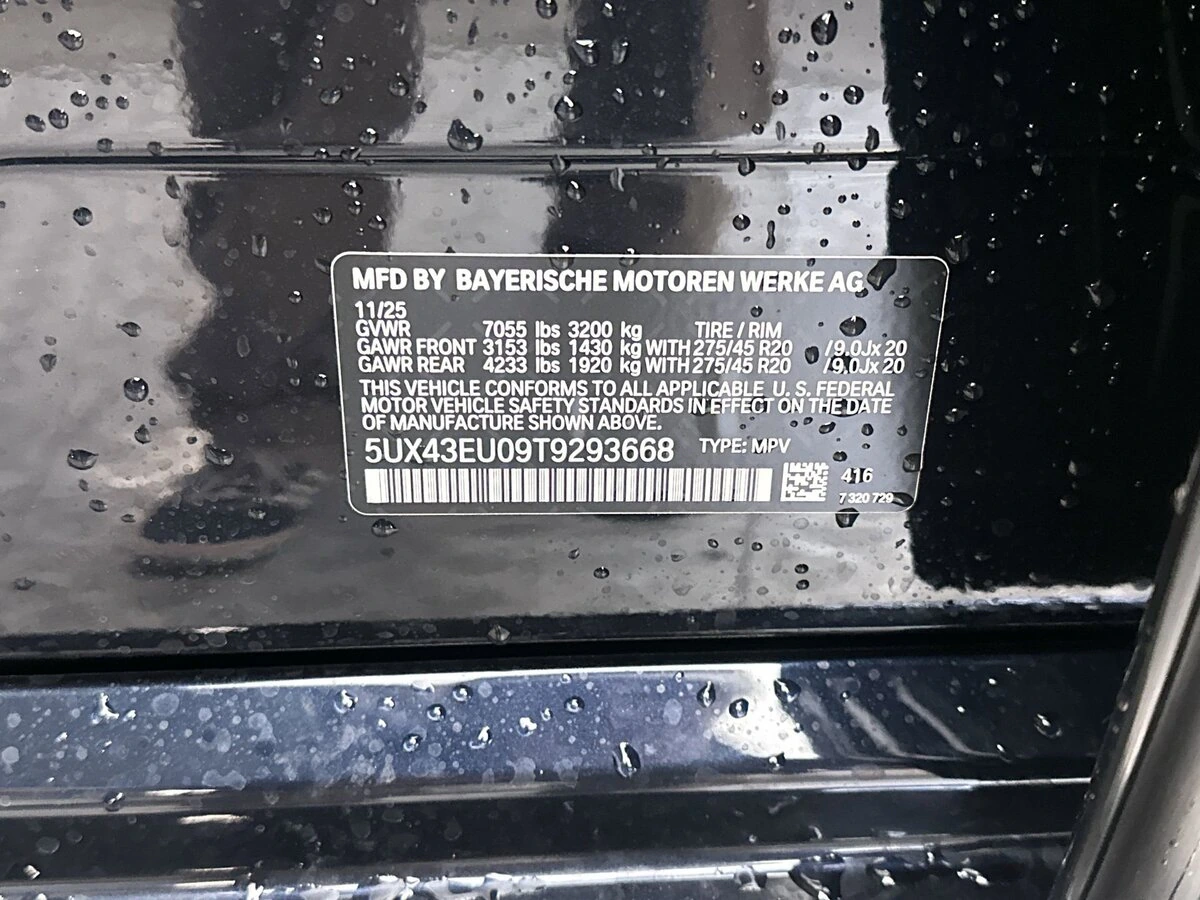 MFD BY BAYERISCHE MOTOREN WERKE AG
11/25
GVWR 7055 lbs 3200 kg TIRE / RIM
GAWR FRONT 3153 lbs 1430 kg WITH 275/45 R20 / 9.0Jx 20
GAWR REAR 4233 lbs 1920 kg WITH 275/45 R20 / 9.0Jx 20
THIS VEHICLE CONFORMS TO ALL APPLICABLE U. S. FEDERAL
MOTOR VEHICLE SAFETY STANDARDS IN EFFECT ON THE DATE
OF MANUFACTURE SHOWN ABOVE.
5UX43EU09T9293668 TYPE: MPV
416
7 320 729